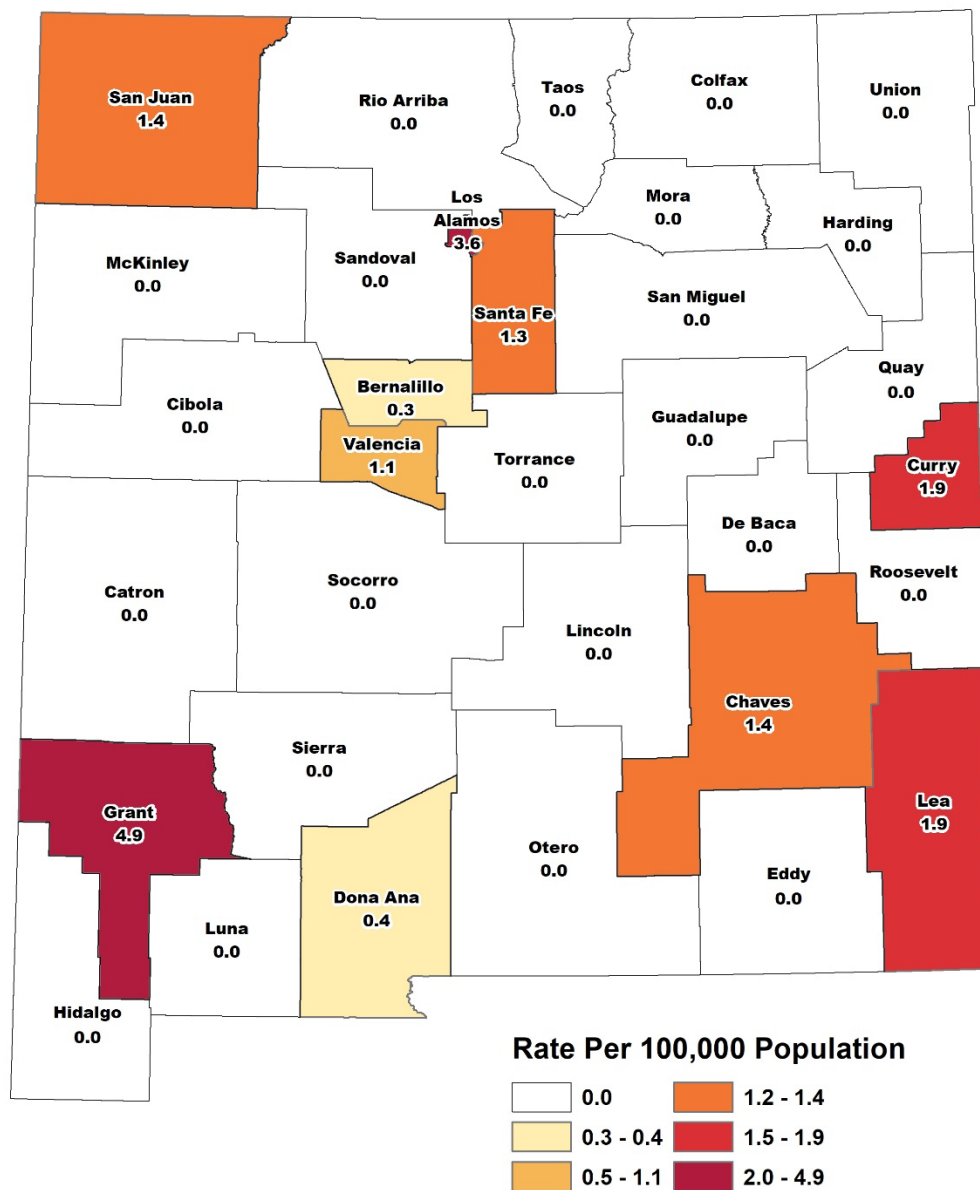 San Juan
1.4
Rio Arriba
0.0
Taos
0.0
Colfax
0.0
Union
0.0
Los
Alamos
3.6
Mora
0.0
Harding
0.0
McKinley
0.0
Sandoval
0.0
Santa Fe
1.3
San Miguel
0.0
Quay
0.0
Cibola
0.0
Bernalillo
0.3
Valencia
1.1
Torrance
0.0
Guadalupe
0.0
Curry
1.9
De Baca
0.0
Roosevelt
0.0
Catron
0.0
Socorro
0.0
Lincoln
0.0
Chaves
1.4
Sierra
0.0
Grant
4.9
Lea
1.9
Otero
0.0
Eddy
0.0
Dona Ana
0.4
Luna
0.0
Hidalgo
0.0
Rate Per 100,000 Population
0.0
0.3 - 0.4
0.5 - 1.1
1.2 - 1.4
1.5 - 1.9
2.0 - 4.9